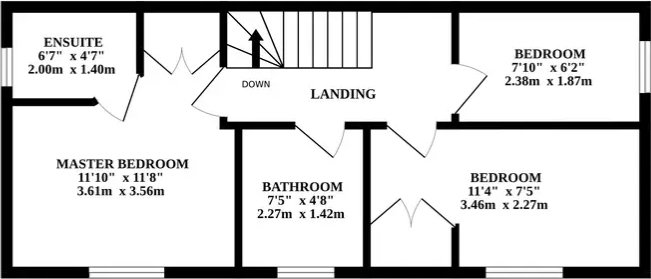 ENSUITE
6'7" x 4'7"
2.00m x 1.40m
DOWN
LANDING
BEDROOM
7'10" x 6'2"
2.38m x 1.87m
MASTER BEDROOM
11'10" x 11'8"
3.61m x 3.56m
BATHROOM
7'5" x 4'8"
2.27m x 1.42m
BEDROOM
11'4" x 7'5"
3.46m x 2.27m